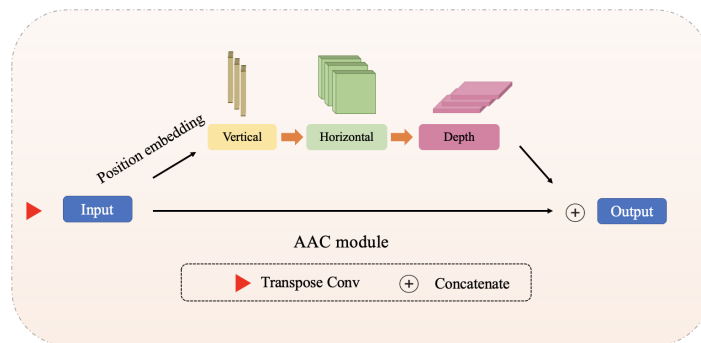 Position embedding
Vertical
Horizontal
Depth
Input
Output
AAC module
Transpose Conv
Concatenate